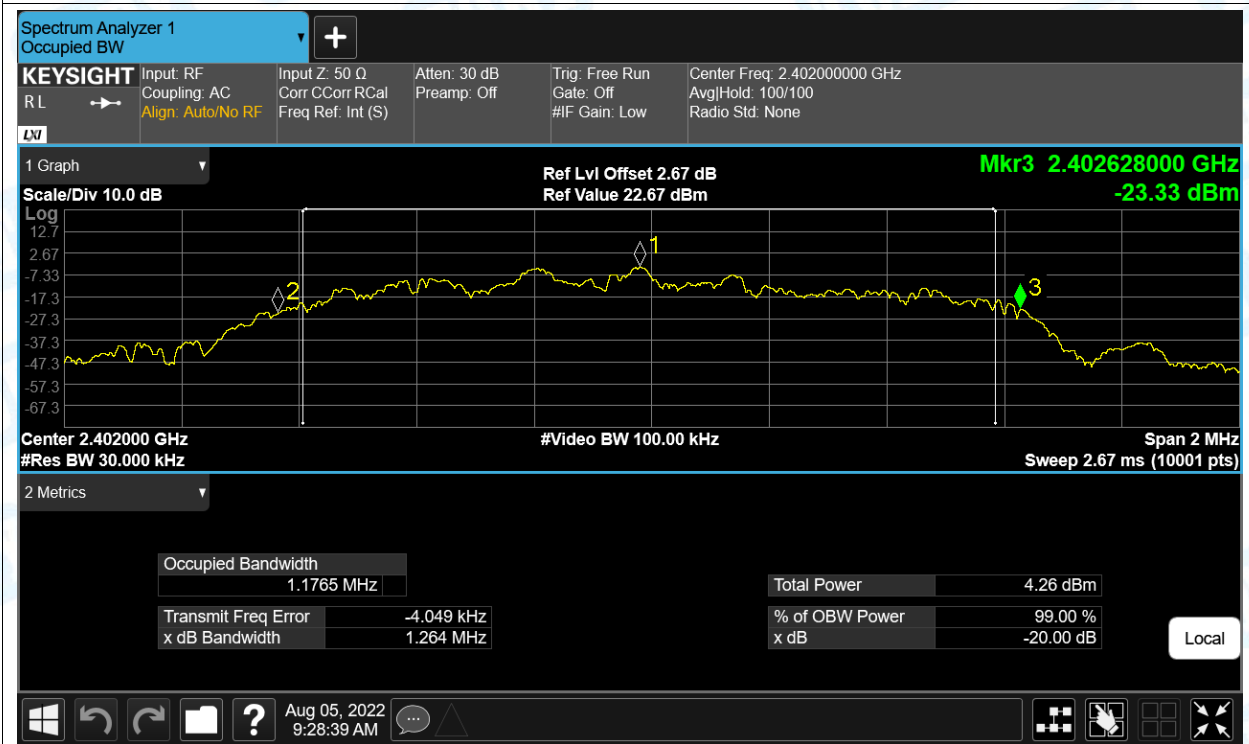 Spectrum Analyzer 1
Occupied BW
KEYSIGHT
R L
LXI
Input: RF
Coupling: AC
Align: Auto/No RF
Input Z: 50 Ω
Corr CCorr RCal
Freq Ref: Int (S)
Atten: 30 dB
Preamp: Off
Trig: Free Run
Gate: Off
#IF Gain: Low
Center Freq: 2.402000000 GHz
Avg|Hold: 100/100
Radio Std: None
1 Graph
Scale/Div 10.0 dB
Ref Lvl Offset 2.67 dB
Ref Value 22.67 dBm
Mkr3 2.402628000 GHz
-23.33 dBm
Log
12.7
2.67
-7.33
-17.3
-27.3
-37.3
-47.3
-57.3
-67.3
1
2
3
Center 2.402000 GHz
#Res BW 30.000 kHz
#Video BW 100.00 kHz
Span 2 MHz
Sweep 2.67 ms (10001 pts)
2 Metrics
Occupied Bandwidth
1.1765 MHz
Transmit Freq Error -4.049 kHz
x dB Bandwidth 1.264 MHz
Total Power 4.26 dBm
% of OBW Power 99.00 %
x dB -20.00 dB
Local
?
Aug 05, 2022
9:28:39 AM